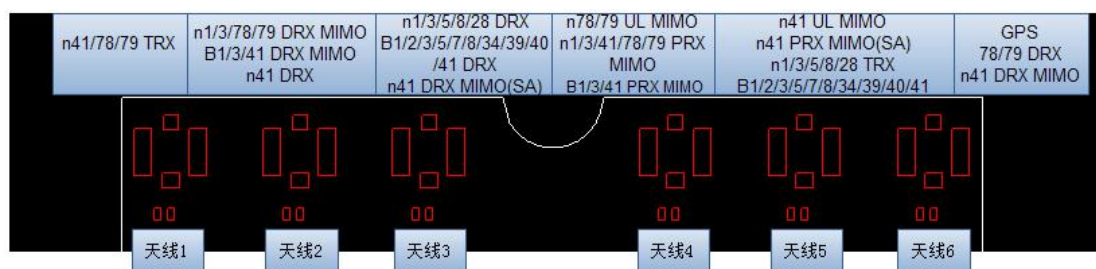 n41/78/79 TRX
n1/3/78/79 DRX MIMO
B1/3/41 DRX MIMO
n41 DRX
n1/3/5/8/28 DRX
B1/2/3/5/7/8/34/39/40
/41 DRX
n41 DRX MIMO(SA)
n78/79 UL MIMO
n1/3/41/78/79 PRX
MIMO
B1/3/41 PRX MIMO
n41 UL MIMO
n41 PRX MIMO(SA)
n1/3/5/8/28 TRX
B1/2/3/5/7/8/34/39/40/41
GPS
78/79 DRX
n41 DRX MIMO
天线1
天线2
天线3
天线4
天线5
天线6